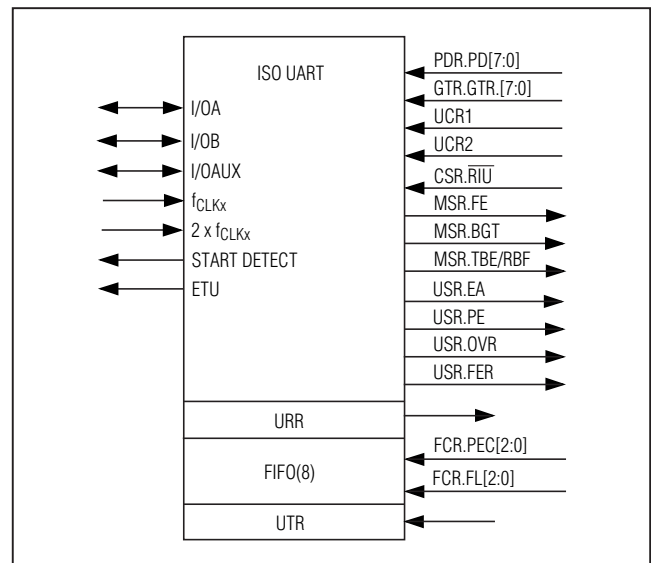 ISO UART
I/OA
I/OB
I/OAUX
fCLKx
2 x fCLKx
START DETECT
ETU
PDR.PD[7:0]
GTR.GTR.[7:0]
UCR1
UCR2
CSR.R̅I̅U̅
MSR.FE
MSR.BGT
MSR.TBE/RBF
USR.EA
USR.PE
USR.OVR
USR.FER
URR
FIFO(8)
FCR.PEC[2:0]
FCR.FL[2:0]
UTR